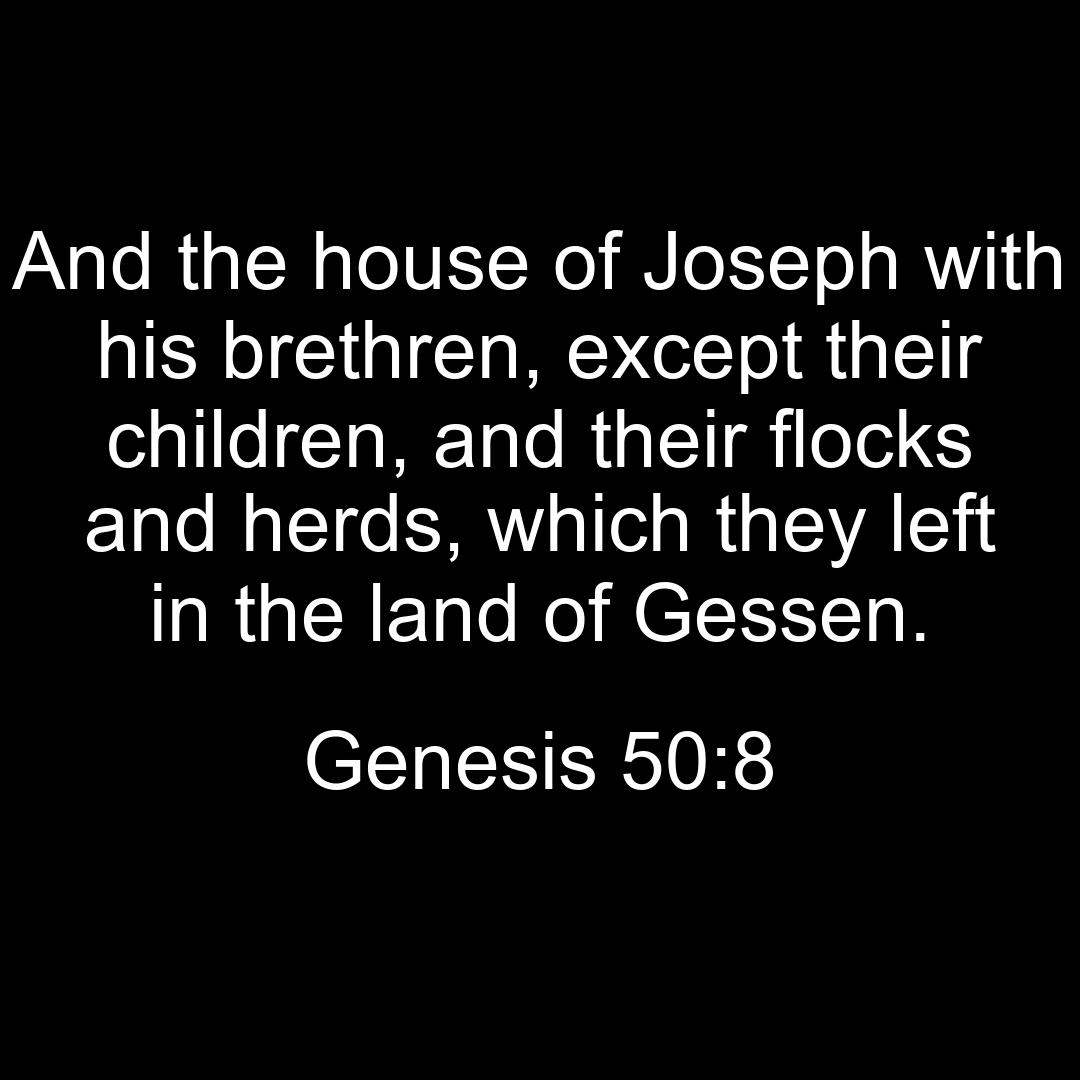 And the house of Joseph with
his brethren, except their
children, and their flocks
and herds, which they left
in the land of Gessen.
Genesis 50:8